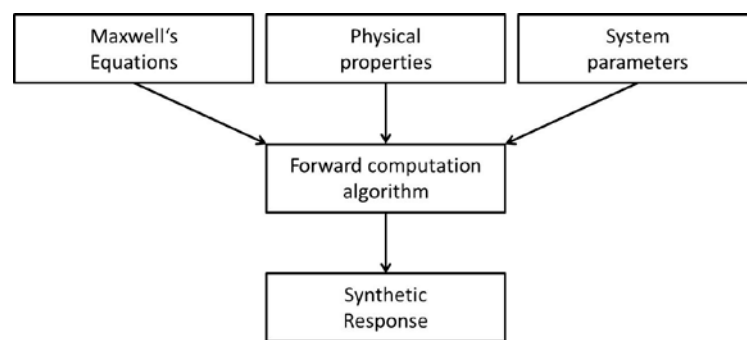 Maxwell‘s
Equations
Physical
properties
System
parameters
Forward computation
algorithm
Synthetic
Response